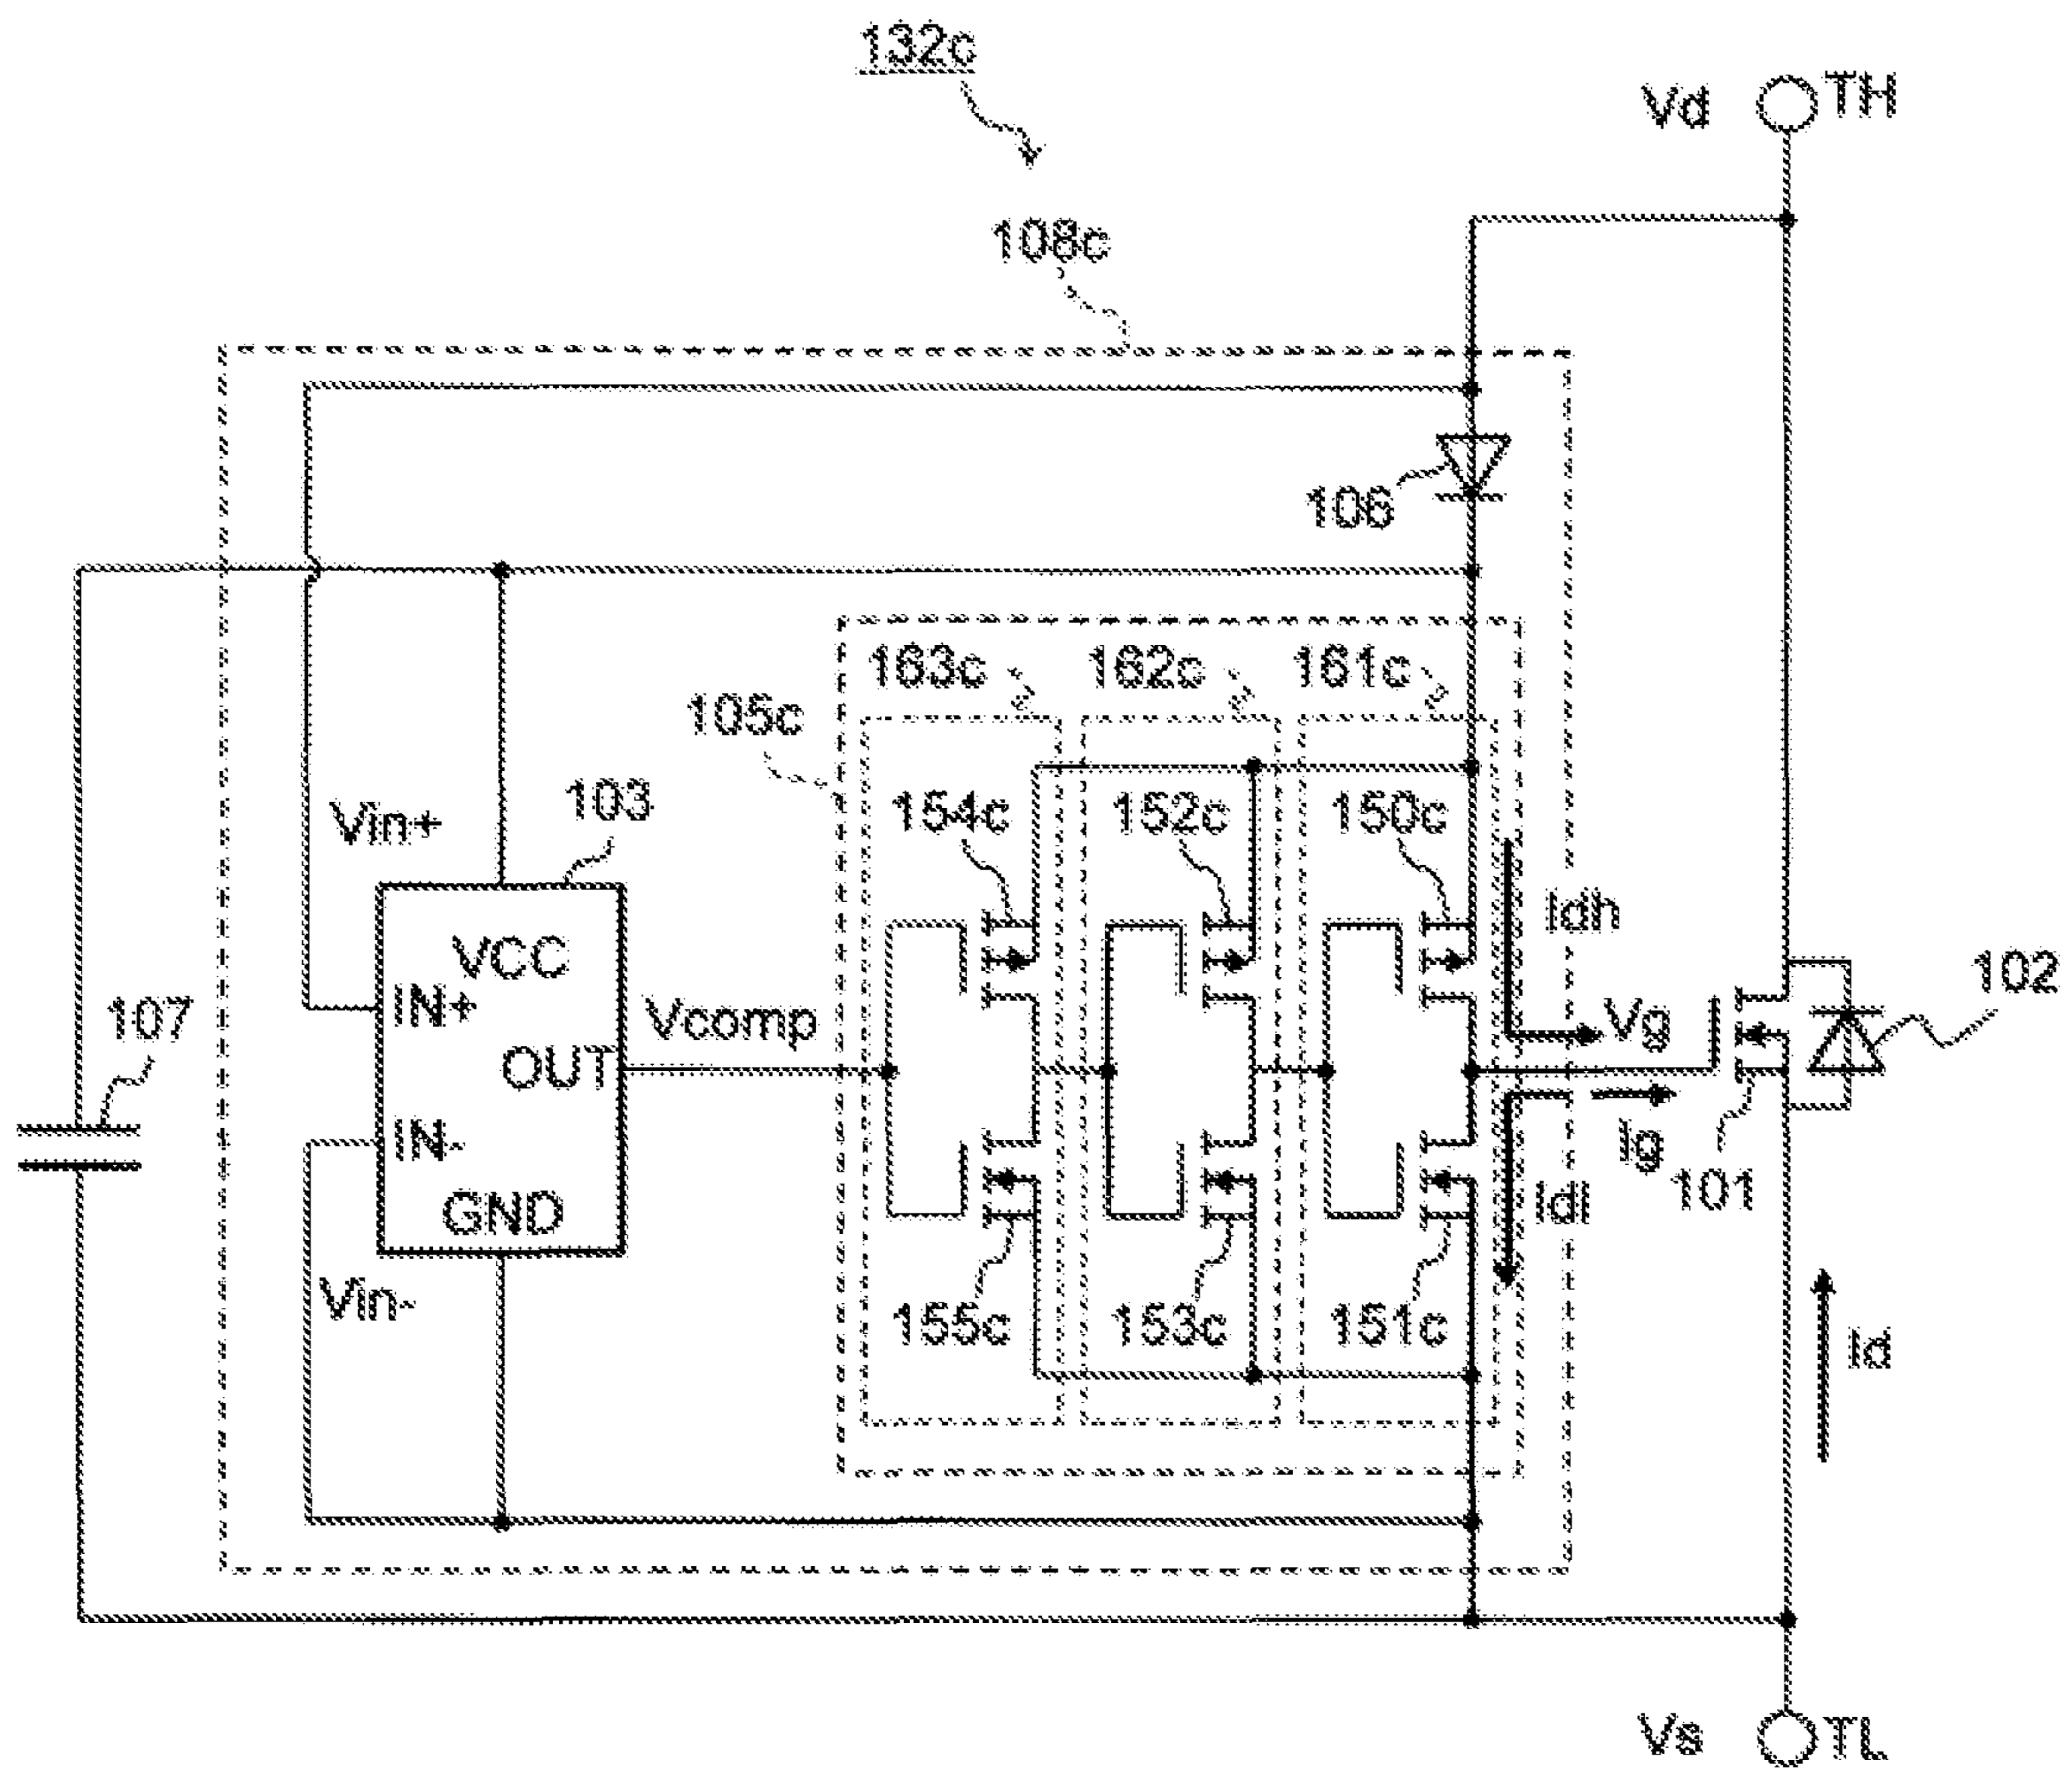 132c
Vd
TH
108c
106
163c
162c
161c
105c
154c
152c
150c
103
Vin+
Idh
VCC
IN+
107
Vcomp
OUT
Vg
102
IN-
Ig
101
GND
Idl
Vin-
155c
153c
151c
Id
Vs
TL